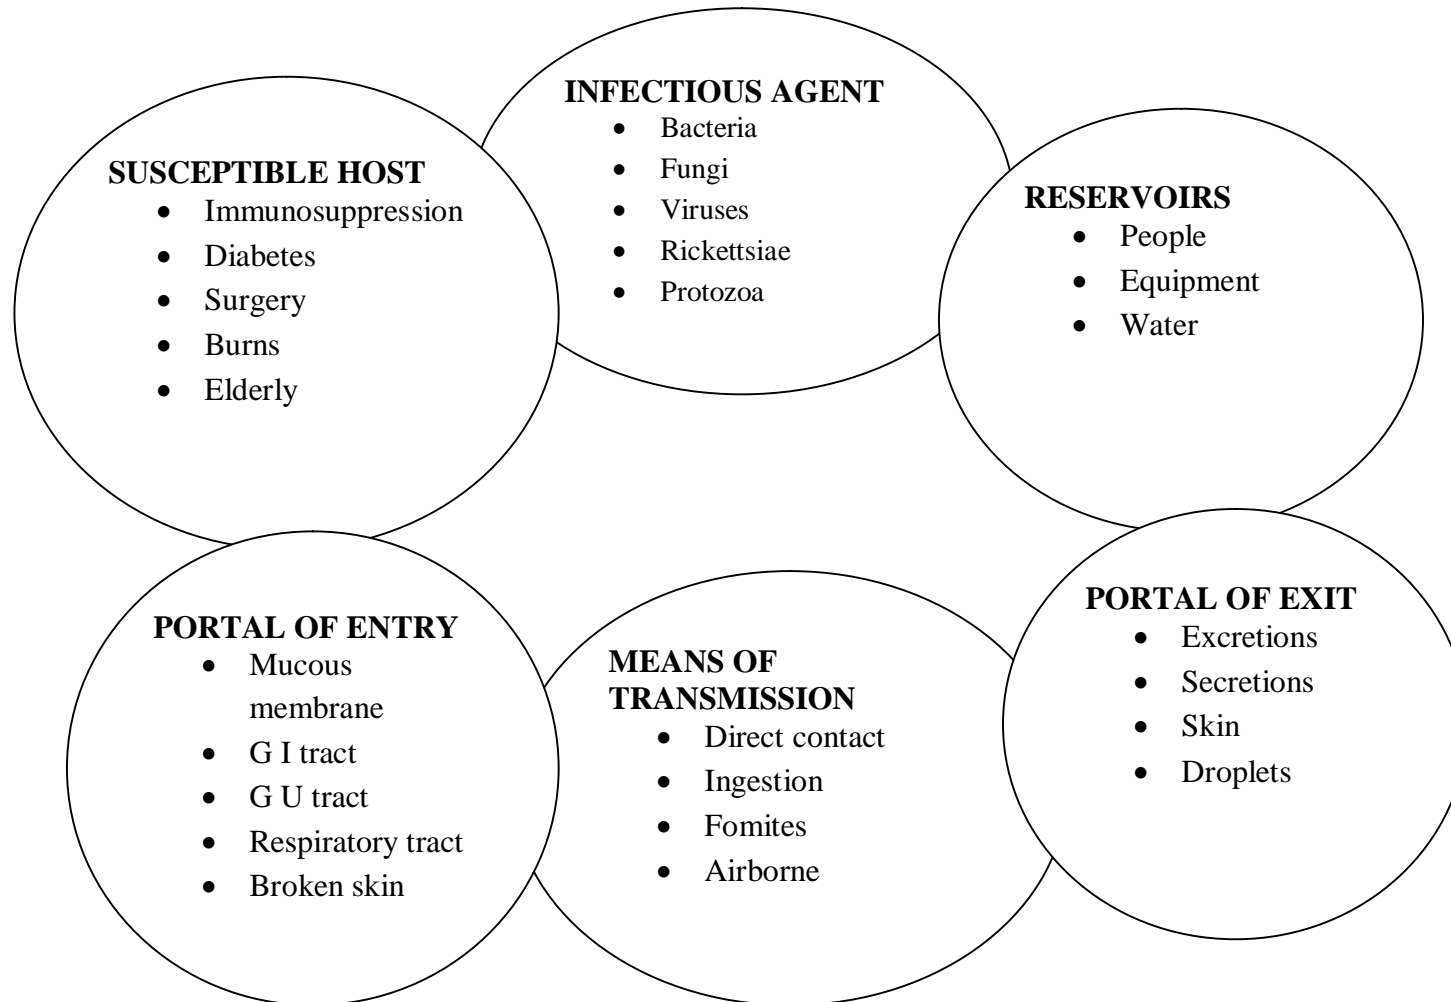 INFECTIOUS AGENT
• Bacteria
• Fungi
• Viruses
• Rickettsiae
• Protozoa
SUSCEPTIBLE HOST
• Immunosuppression
• Diabetes
• Surgery
• Burns
• Elderly
RESERVOIRS
• People
• Equipment
• Water
PORTAL OF ENTRY
• Mucous
membrane
• G I tract
• G U tract
• Respiratory tract
• Broken skin
MEANS OF
TRANSMISSION
• Direct contact
• Ingestion
• Fomites
• Airborne
PORTAL OF EXIT
• Excretions
• Secretions
• Skin
• Droplets